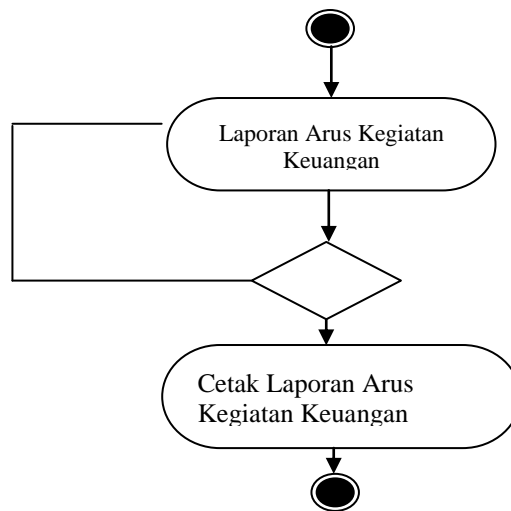 Laporan Arus Kegiatan
Keuangan
Cetak Laporan Arus
Kegiatan Keuangan